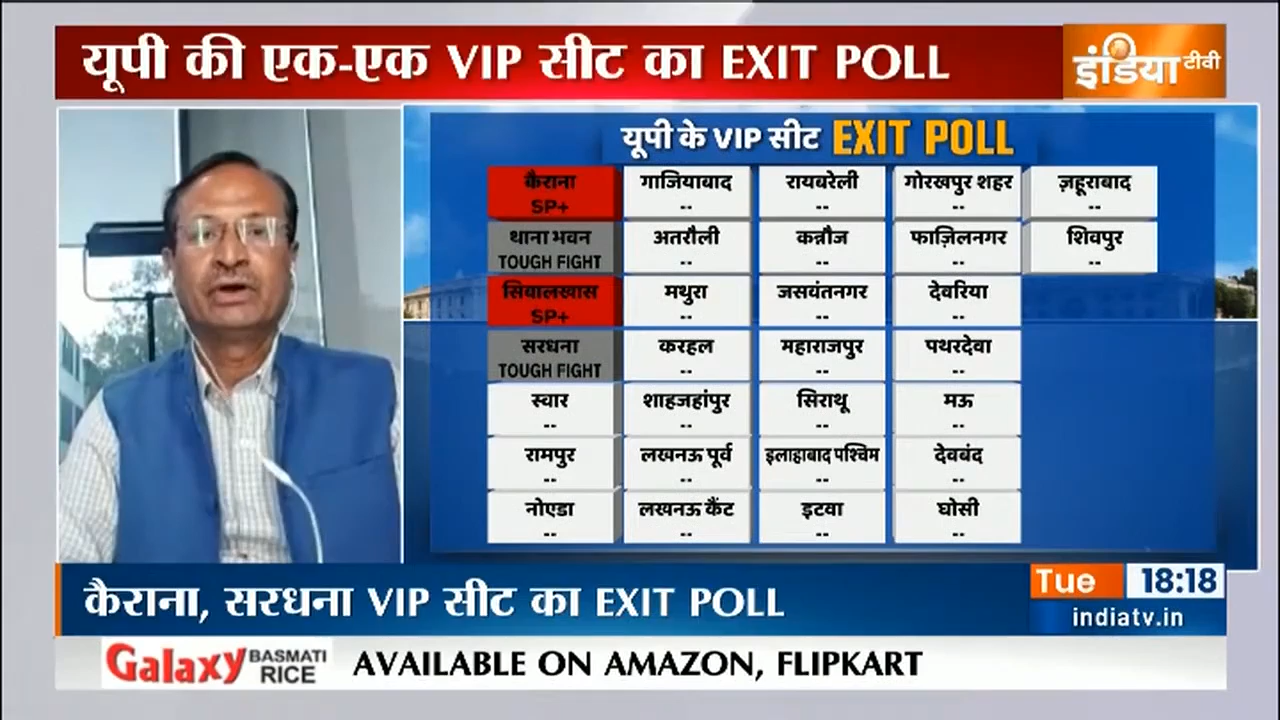 यूपी की एक-एक VIP सीट का EXIT POLL
इंडिया टीवी
यूपी के VIP सीट EXIT POLL
कैराना
SP+
गाजियाबाद
--
रायबरेली
--
गोरखपुर शहर
--
ज़हूराबाद
--
थाना भवन
TOUGH FIGHT
अतरौली
--
कन्नौज
--
फाज़िलनगर
--
शिवपुर
--
सिवालखास
SP+
मथुरा
--
जसवंतनगर
--
देवरिया
--
सरधना
TOUGH FIGHT
करहल
--
महाराजपुर
--
पथरदेवा
--
स्वार
--
शाहजहांपुर
--
सिराथू
--
मऊ
--
रामपुर
--
लखनऊ पूर्व
--
इलाहाबाद पश्चिम
--
देवबंद
--
नोएडा
--
लखनऊ कैंट
--
इटवा
--
घोसी
--
कैराना, सरधना VIP सीट का EXIT POLL
Tue 18:18
indiatv.in
Galaxy BASMATI RICE
AVAILABLE ON AMAZON, FLIPKART